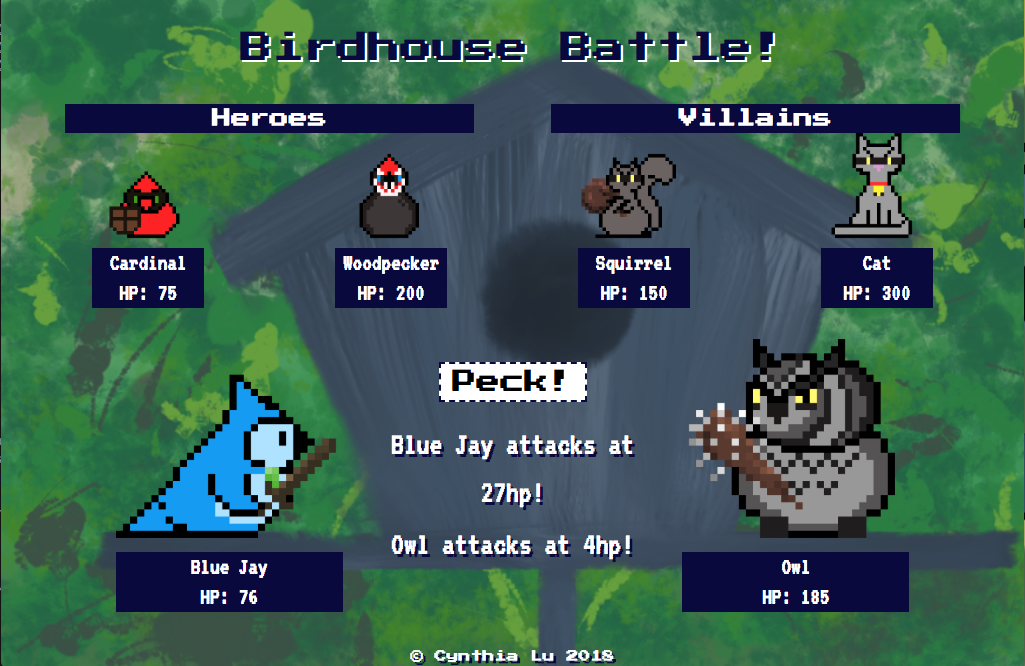 Birdhouse Battle!
Heroes
Villains
Cardinal
HP: 75
Woodpecker
HP: 200
Squirrel
HP: 150
Cat
HP: 300
Peck!
Blue Jay attacks at
27hp!
Owl attacks at 4hp!
Blue Jay
HP: 76
Owl
HP: 185
© Cynthia Lu 2018